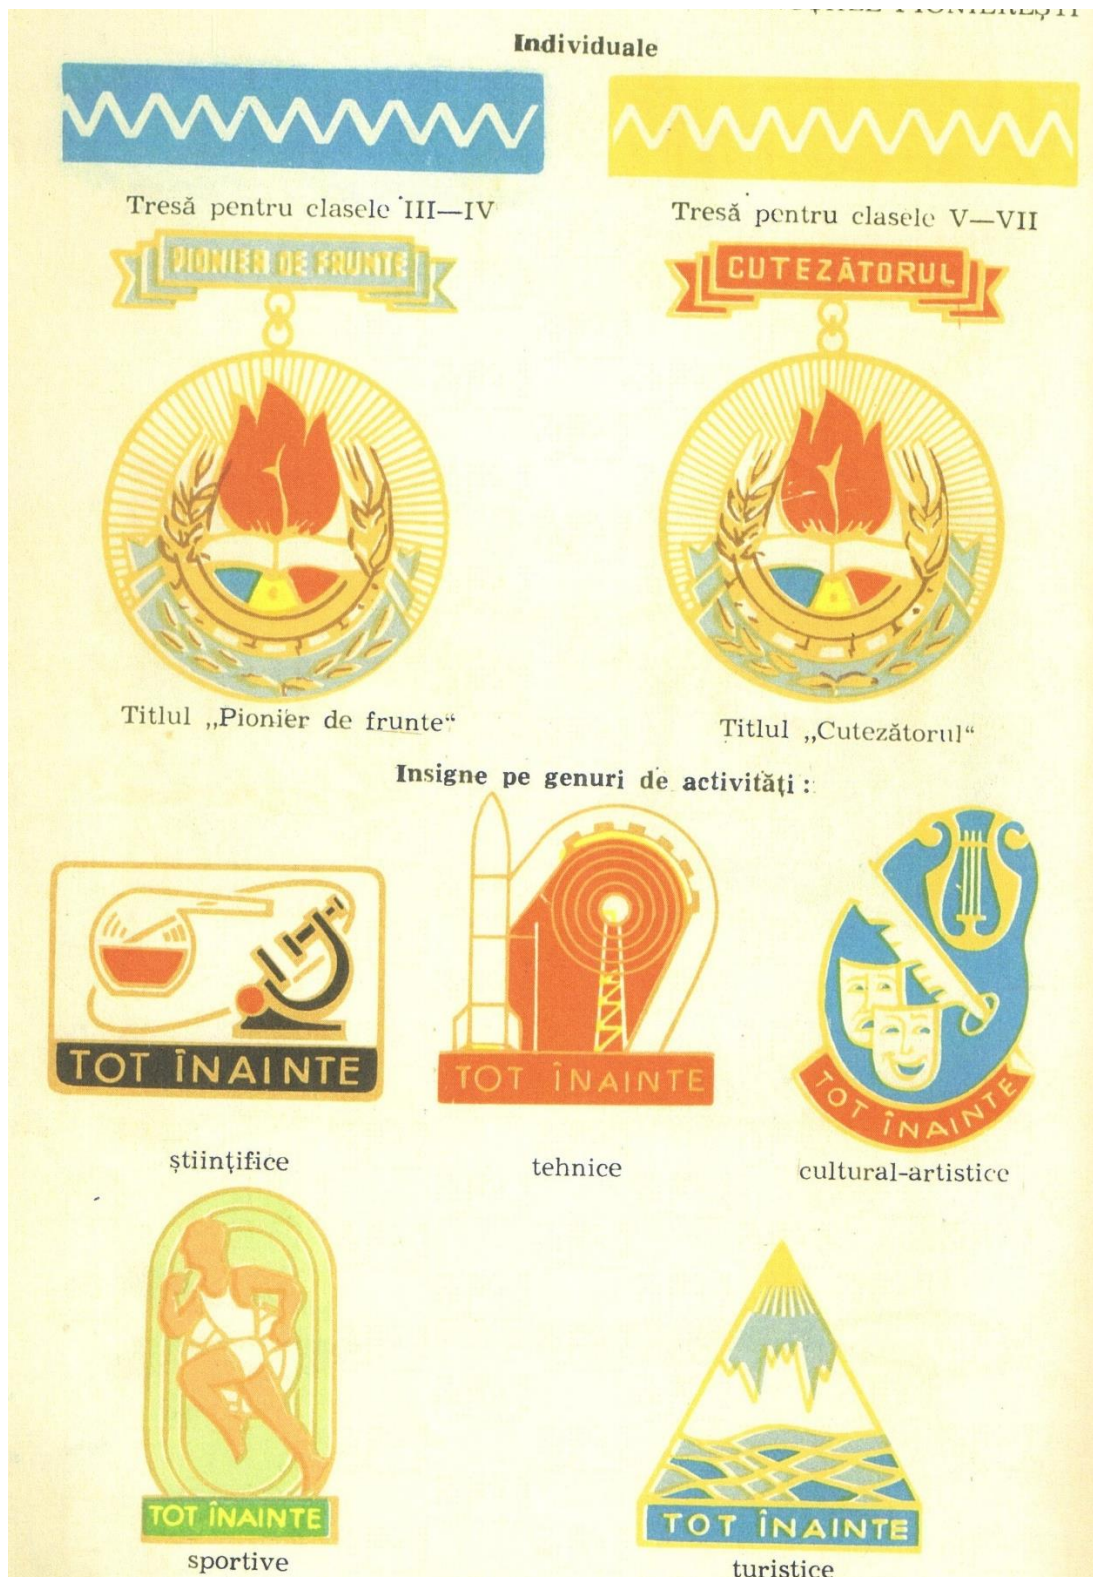 PIONIEREȘTI
Individuale
Tresă pentru clasele III—IV
Tresă pentru clasele V—VII
PIONIER DE FRUNTE
CUTEZĂTORUL
Titlul „Pionier de frunte“
Titlul „Cutezătorul“
Insigne pe genuri de activități :
TOT ÎNAINTE
TOT ÎNAINTE
TOT ÎNAINTE
științifice
tehnice
cultural-artistice
TOT ÎNAINTE
TOT ÎNAINTE
sportive
turistice